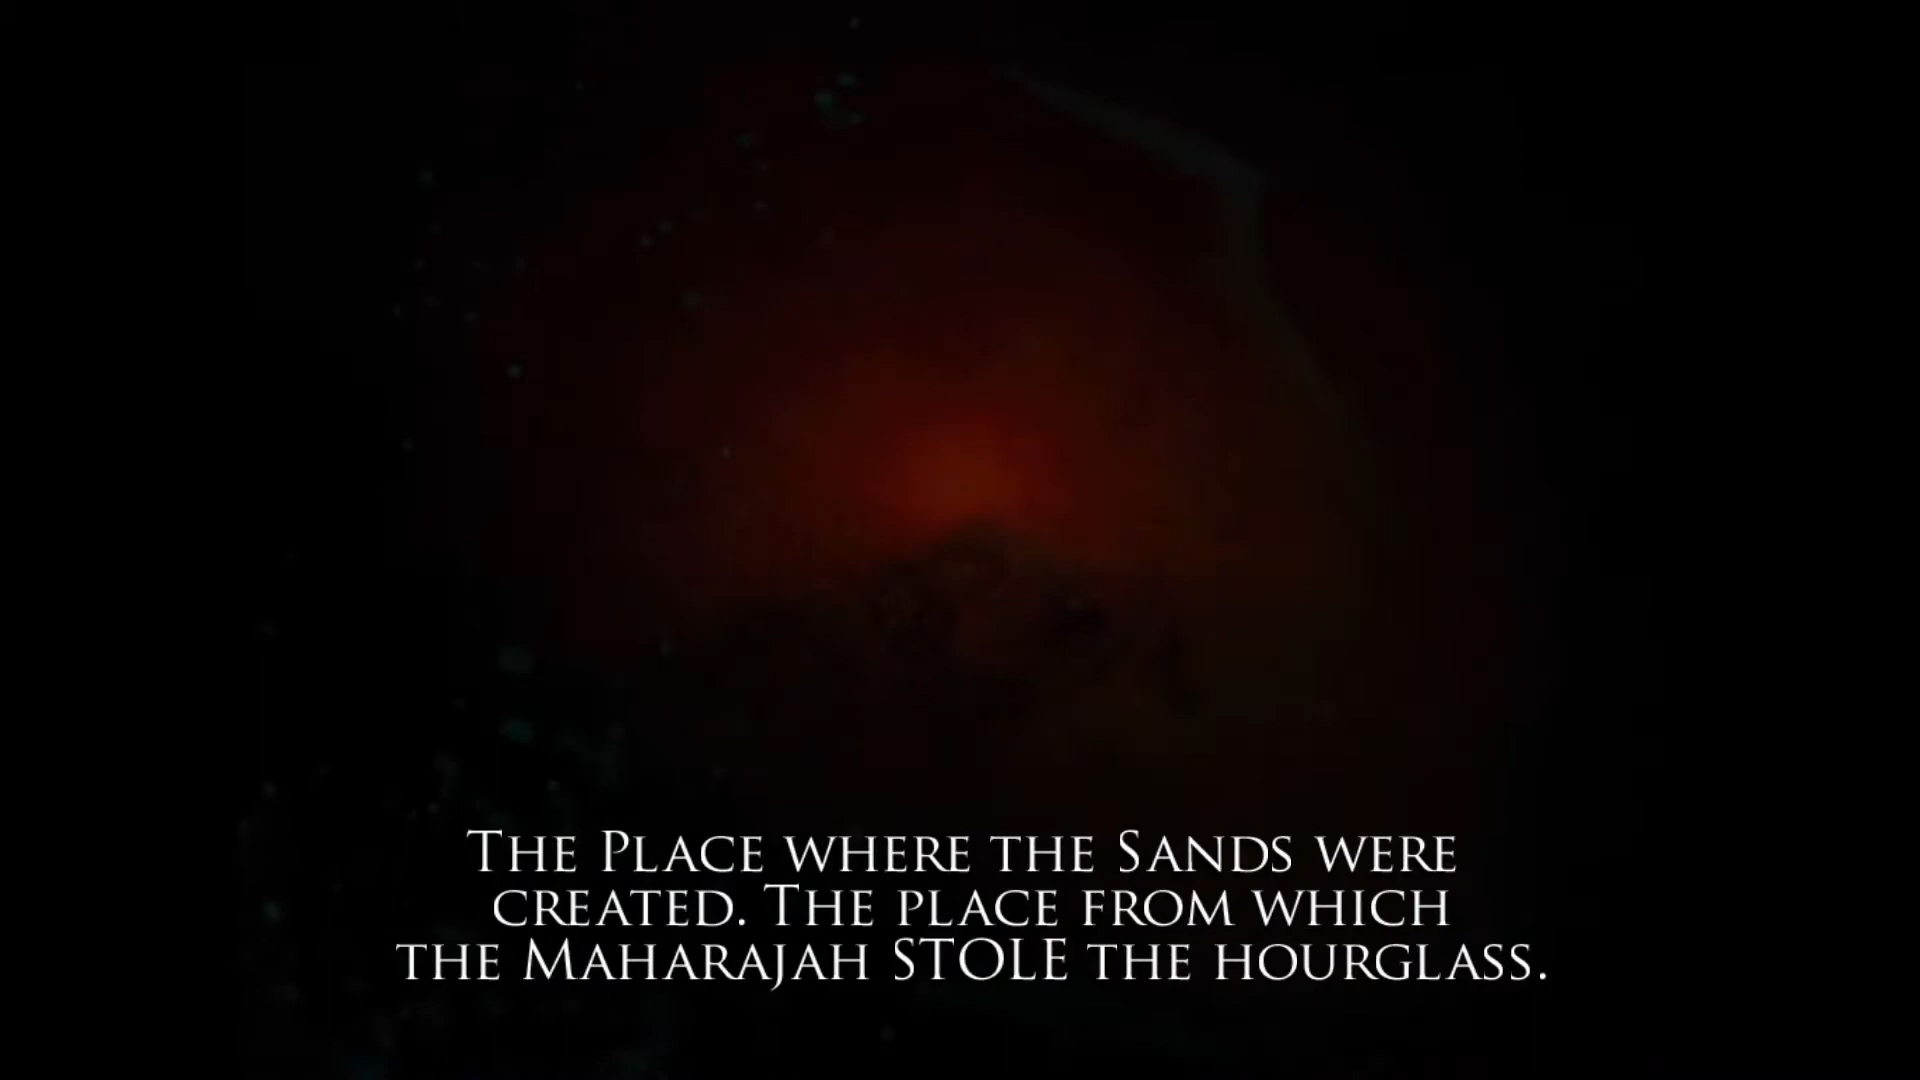 The Place where the Sands were
created. The place from which
the Maharajah STOLE the hourglass.